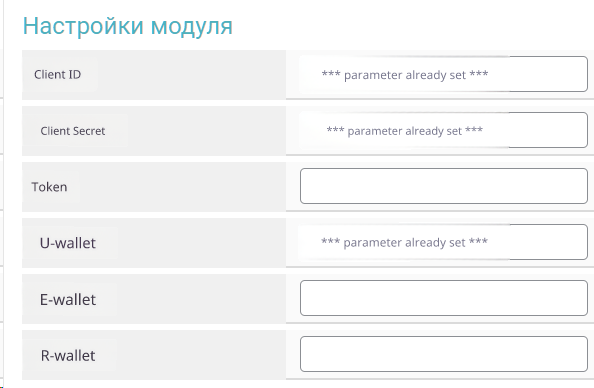 Настройки модуля
Client ID
*** parameter already set ***
Client Secret
*** parameter already set ***
Token
U-wallet
*** parameter already set ***
E-wallet
R-wallet